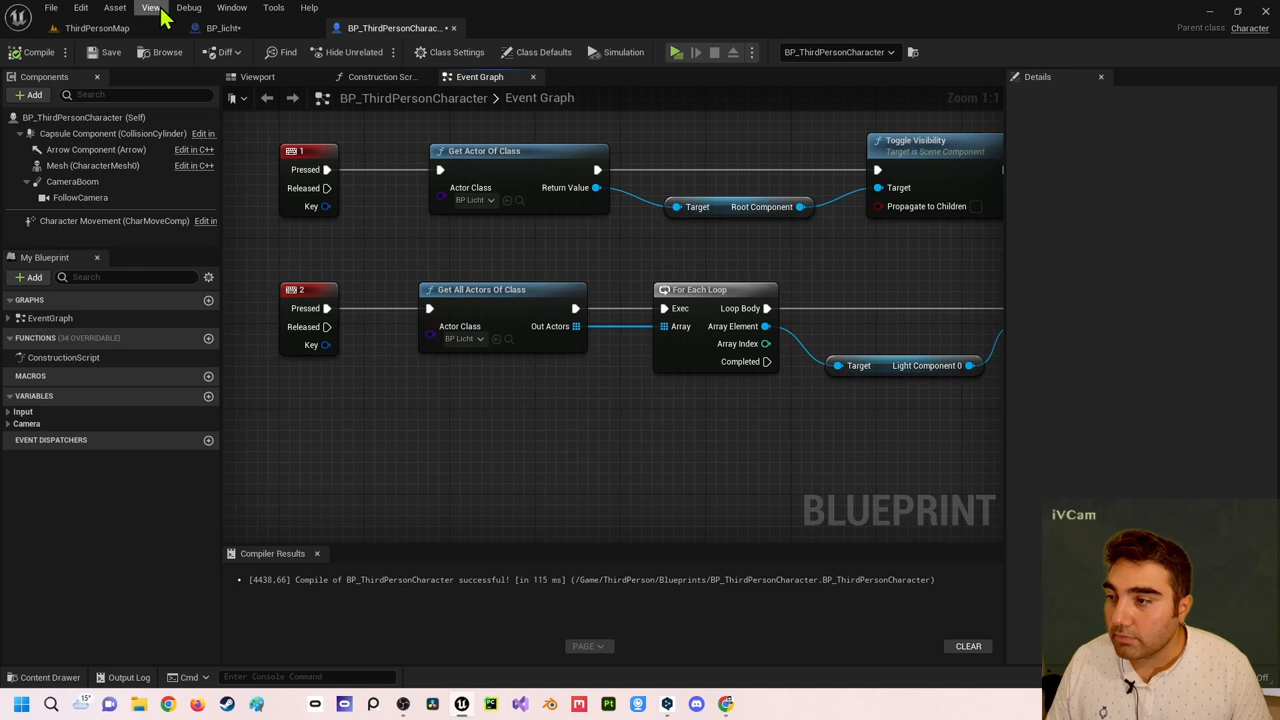 File Edit Asset View Debug Window Tools Help
ThirdPersonMap BP_licht* BP_ThirdPersonCharac... *
Parent class: Character
Compile Save Browse Diff Find Hide Unrelated Class Settings Class Defaults Simulation BP_ThirdPersonCharacter
Components Viewport Construction Scr... Event Graph Details
Add Search
BP_ThirdPersonCharacter > Event Graph
Zoom 1:1
BP_ThirdPersonCharacter (Self)
Capsule Component (CollisionCylinder) Edit in
Arrow Component (Arrow) Edit in C++
Mesh (CharacterMesh0) Edit in C++
CameraBoom
FollowCamera
Character Movement (CharMoveComp) Edit in
My Blueprint
Add Search
GRAPHS
EventGraph
FUNCTIONS (34 OVERRIDABLE)
ConstructionScript
MACROS
VARIABLES
Input
Camera
EVENT DISPATCHERS
1
Pressed
Released
Key
Get Actor Of Class
Actor Class Return Value
BP Licht
Target Root Component
Toggle Visibility
Target is Scene Component
Target
Propagate to Children
2
Pressed
Released
Key
Get All Actors Of Class
Actor Class Out Actors
BP Licht
For Each Loop
Exec Loop Body
Array Array Element
Array Index
Completed
Target Light Component 0
BLUEPRINT
Compiler Results
[4438,66] Compile of BP_ThirdPersonCharacter successful! [in 115 ms] (/Game/ThirdPerson/Blueprints/BP_ThirdPersonCharacter.BP_ThirdPersonCharacter)
PAGE CLEAR
iVCam
Content Drawer Output Log Cmd Enter Console Command
Off
15°